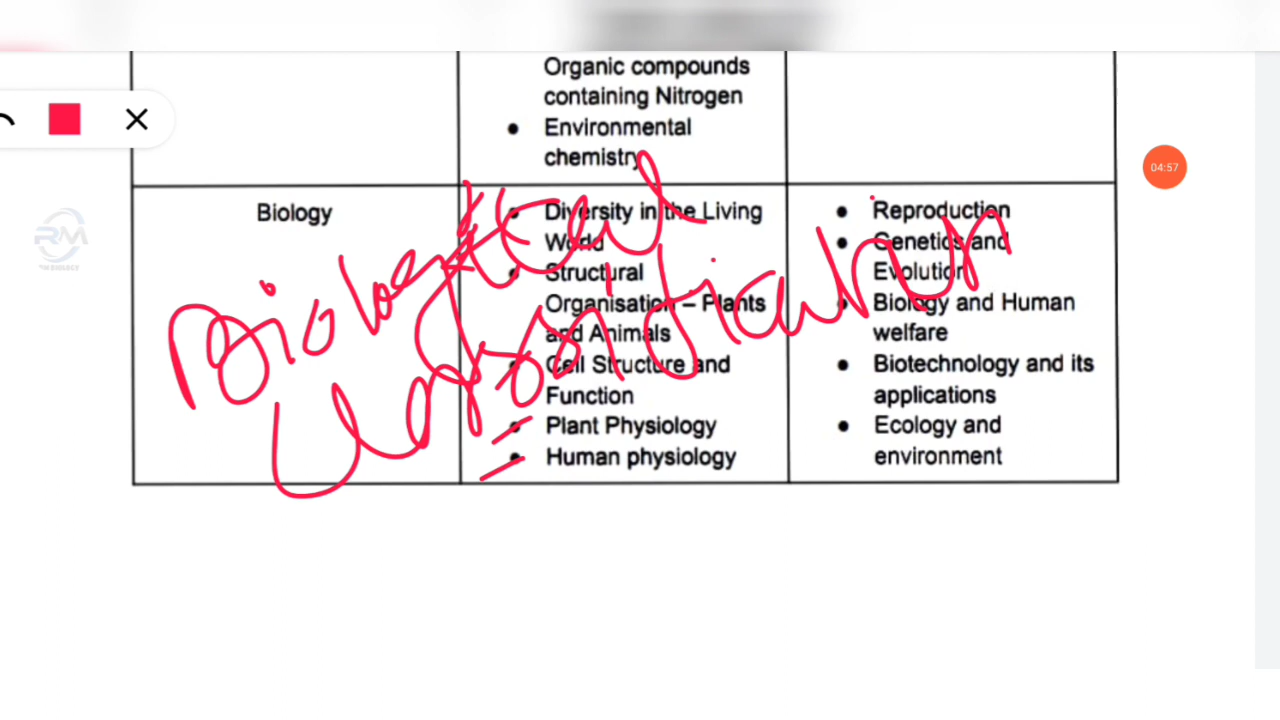 Organic compounds
containing Nitrogen
● Environmental
chemistry
04:57
Biology
● Diversity in the Living
World
● Structural
Organisation – Plants
and Animals
● Cell Structure and
Function
● Plant Physiology
● Human physiology
● Reproduction
● Genetics and
Evolution
● Biology and Human
welfare
● Biotechnology and its
applications
● Ecology and
environment
RM